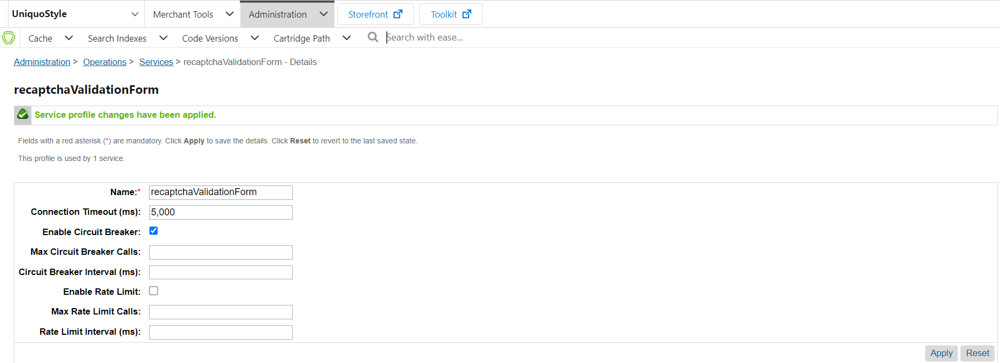 UniquoStyle Merchant Tools Administration Storefront Toolkit
Cache Search Indexes Code Versions Cartridge Path Search with ease...
Administration > Operations > Services > recaptchaValidationForm - Details
recaptchaValidationForm
Service profile changes have been applied.
Fields with a red asterisk (*) are mandatory. Click Apply to save the details. Click Reset to revert to the last saved state.
This profile is used by 1 service.
Name:* recaptchaValidationForm
Connection Timeout (ms): 5,000
Enable Circuit Breaker:
Max Circuit Breaker Calls:
Circuit Breaker Interval (ms):
Enable Rate Limit:
Max Rate Limit Calls:
Rate Limit Interval (ms):
Apply Reset